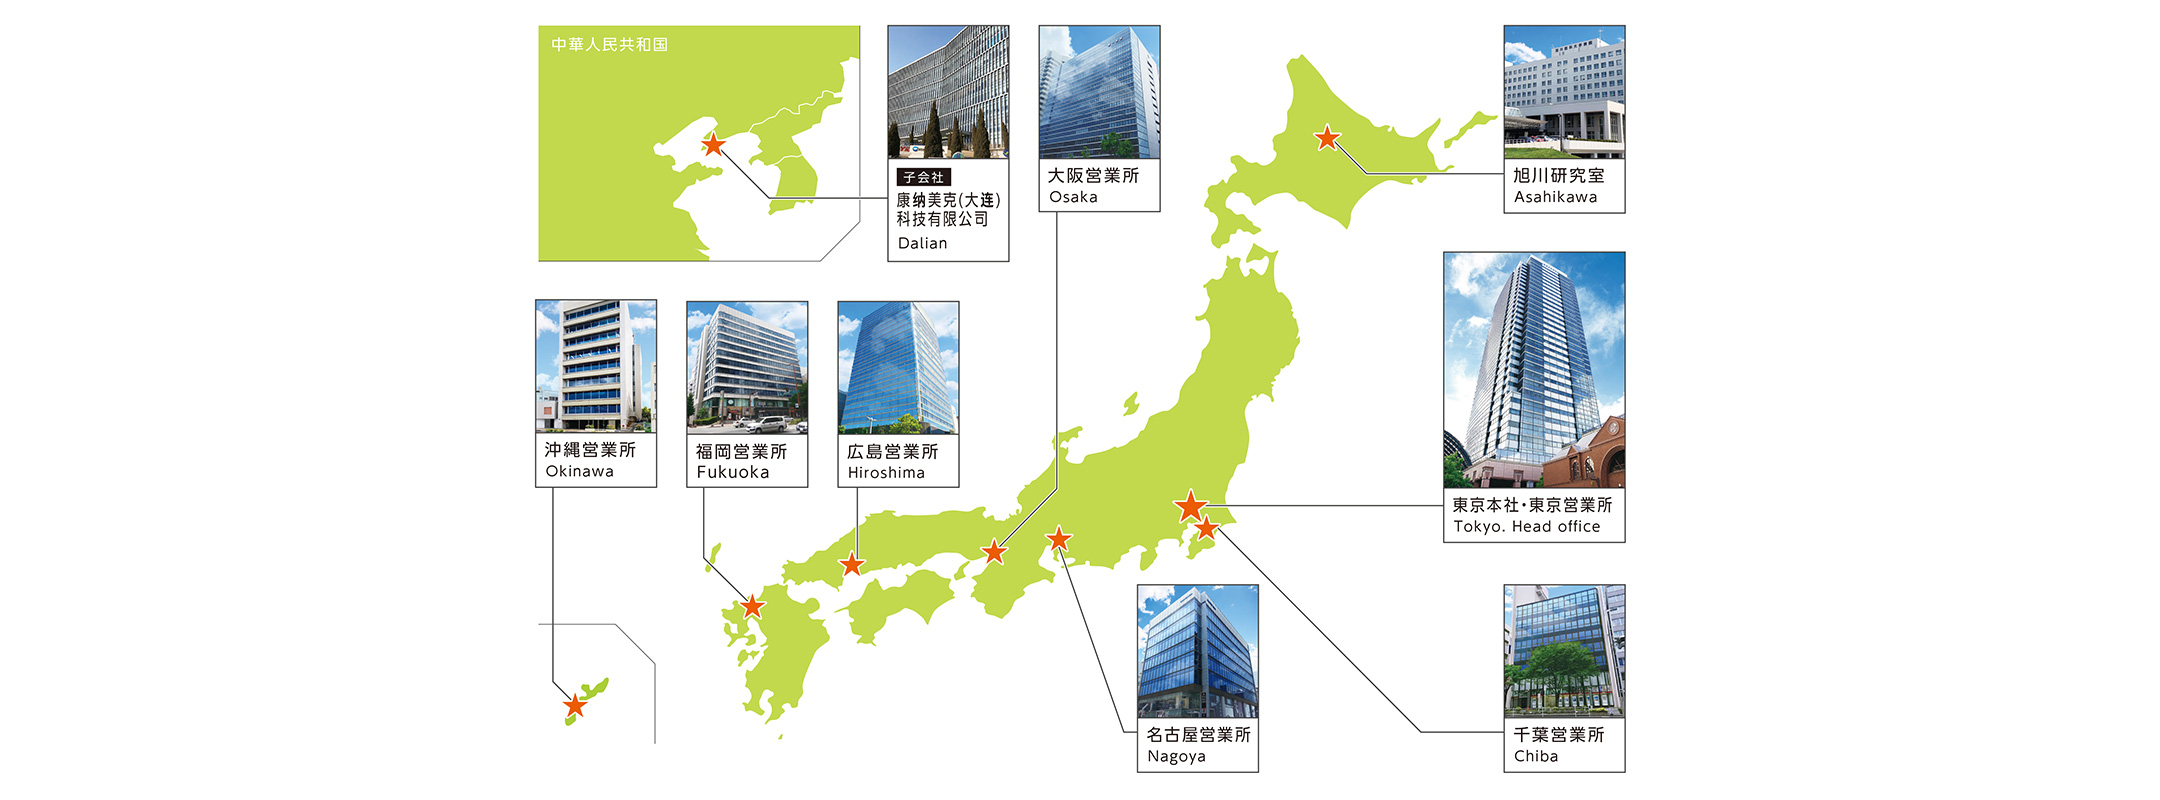 中華人民共和国
子会社
康纳美克(大连)
科技有限公司
Dalian
大阪営業所
Osaka
旭川研究室
Asahikawa
沖縄営業所
Okinawa
福岡営業所
Fukuoka
広島営業所
Hiroshima
東京本社・東京営業所
Tokyo. Head office
名古屋営業所
Nagoya
千葉営業所
Chiba